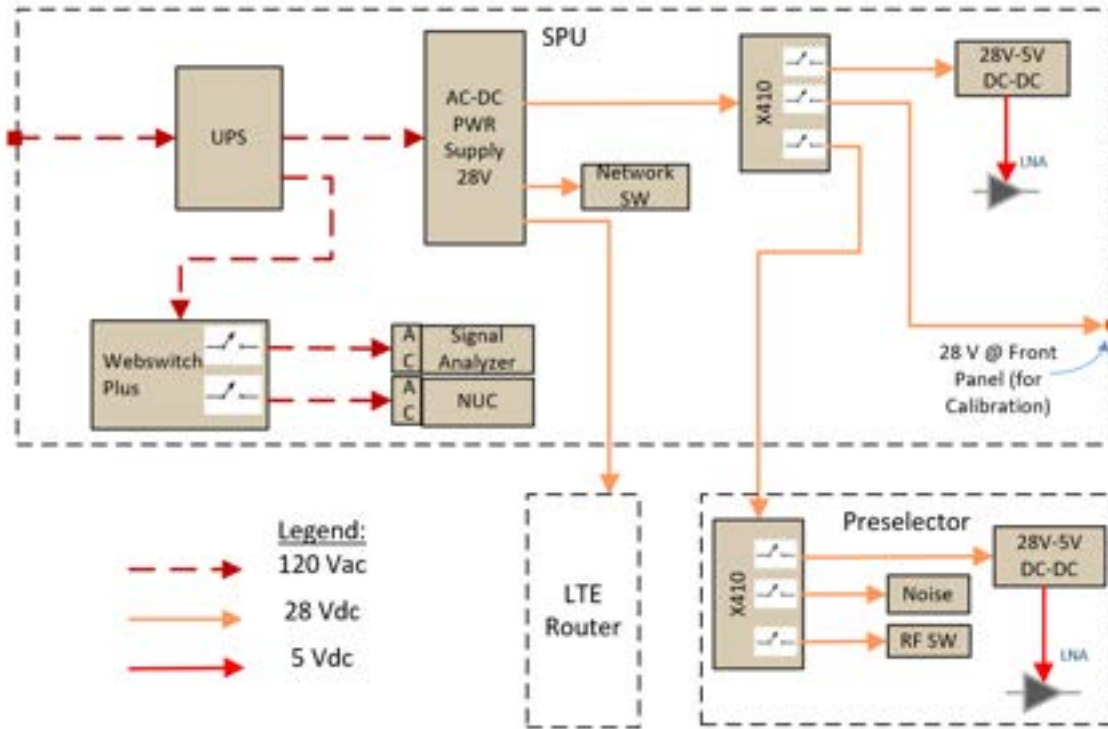 SPU
UPS
AC-DC
PWR
Supply
28V
X410
28V-5V
DC-DC
LNA
Network
SW
Webswitch
Plus
A
C
Signal
Analyzer
A
C
NUC
28 V @ Front
Panel (for
Calibration)
Legend:
120 Vac
28 Vdc
5 Vdc
LTE
Router
Preselector
X410
28V-5V
DC-DC
Noise
RF SW
LNA